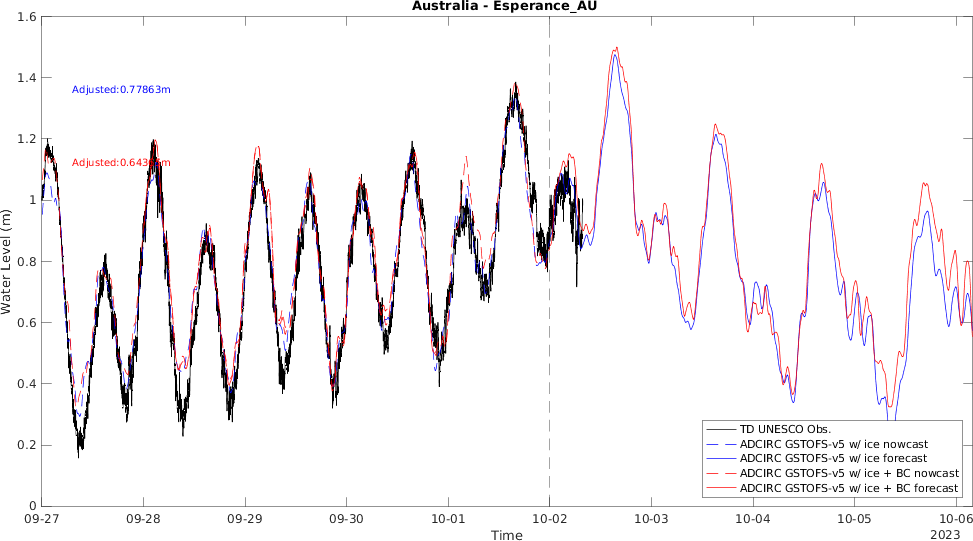 Australia - Esperance_AU
1.6
1.4
1.2
1
0.8
0.6
0.4
0.2
0
Water Level (m)
Adjusted:0.77863m
TD UNESCO Obs.
ADCIRC GSTOFS-v5 w/ ice nowcast
ADCIRC GSTOFS-v5 w/ ice forecast
ADCIRC GSTOFS-v5 w/ ice + BC nowcast
ADCIRC GSTOFS-v5 w/ ice + BC forecast
09-27 09-28 09-29 09-30 10-01 10-02 10-03 10-04 10-05 10-06
Time
2023